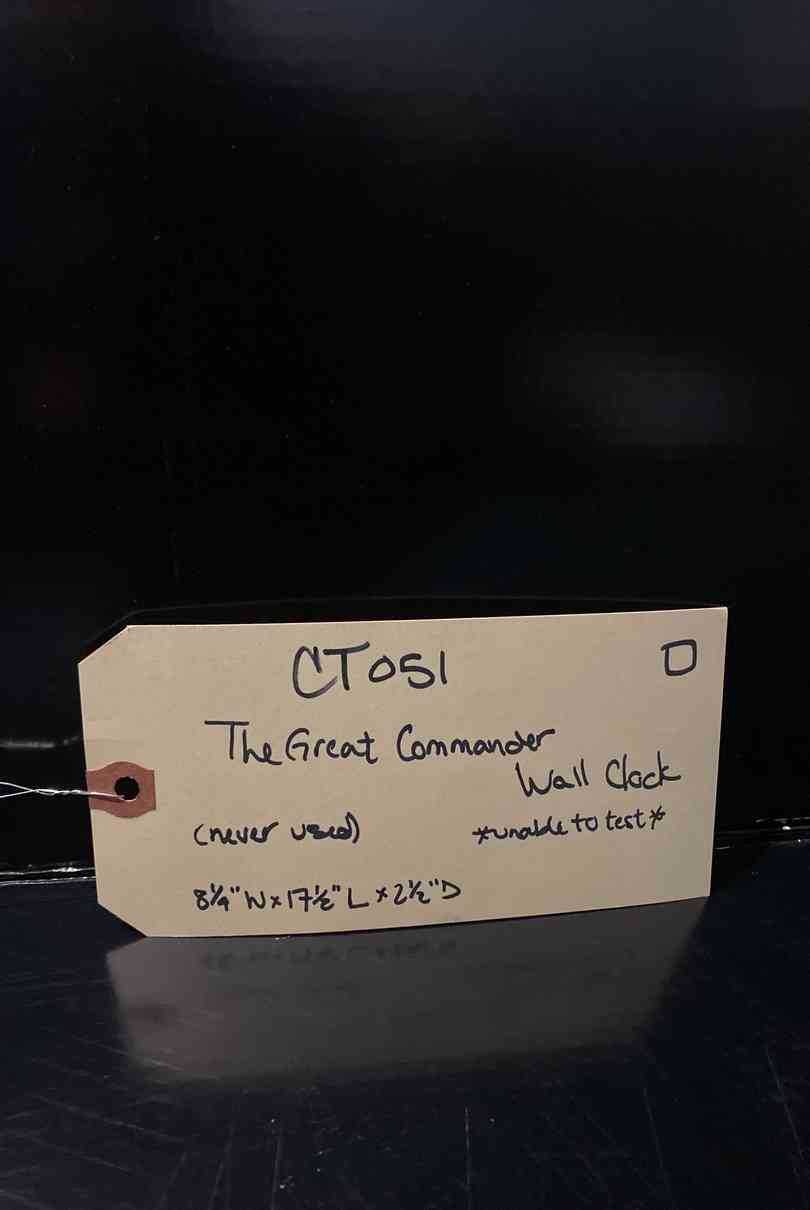 CT051
The Great Commander
Wall Clock
(never used)
*unable to test*
8¼"W x 17½" L x 2½"D